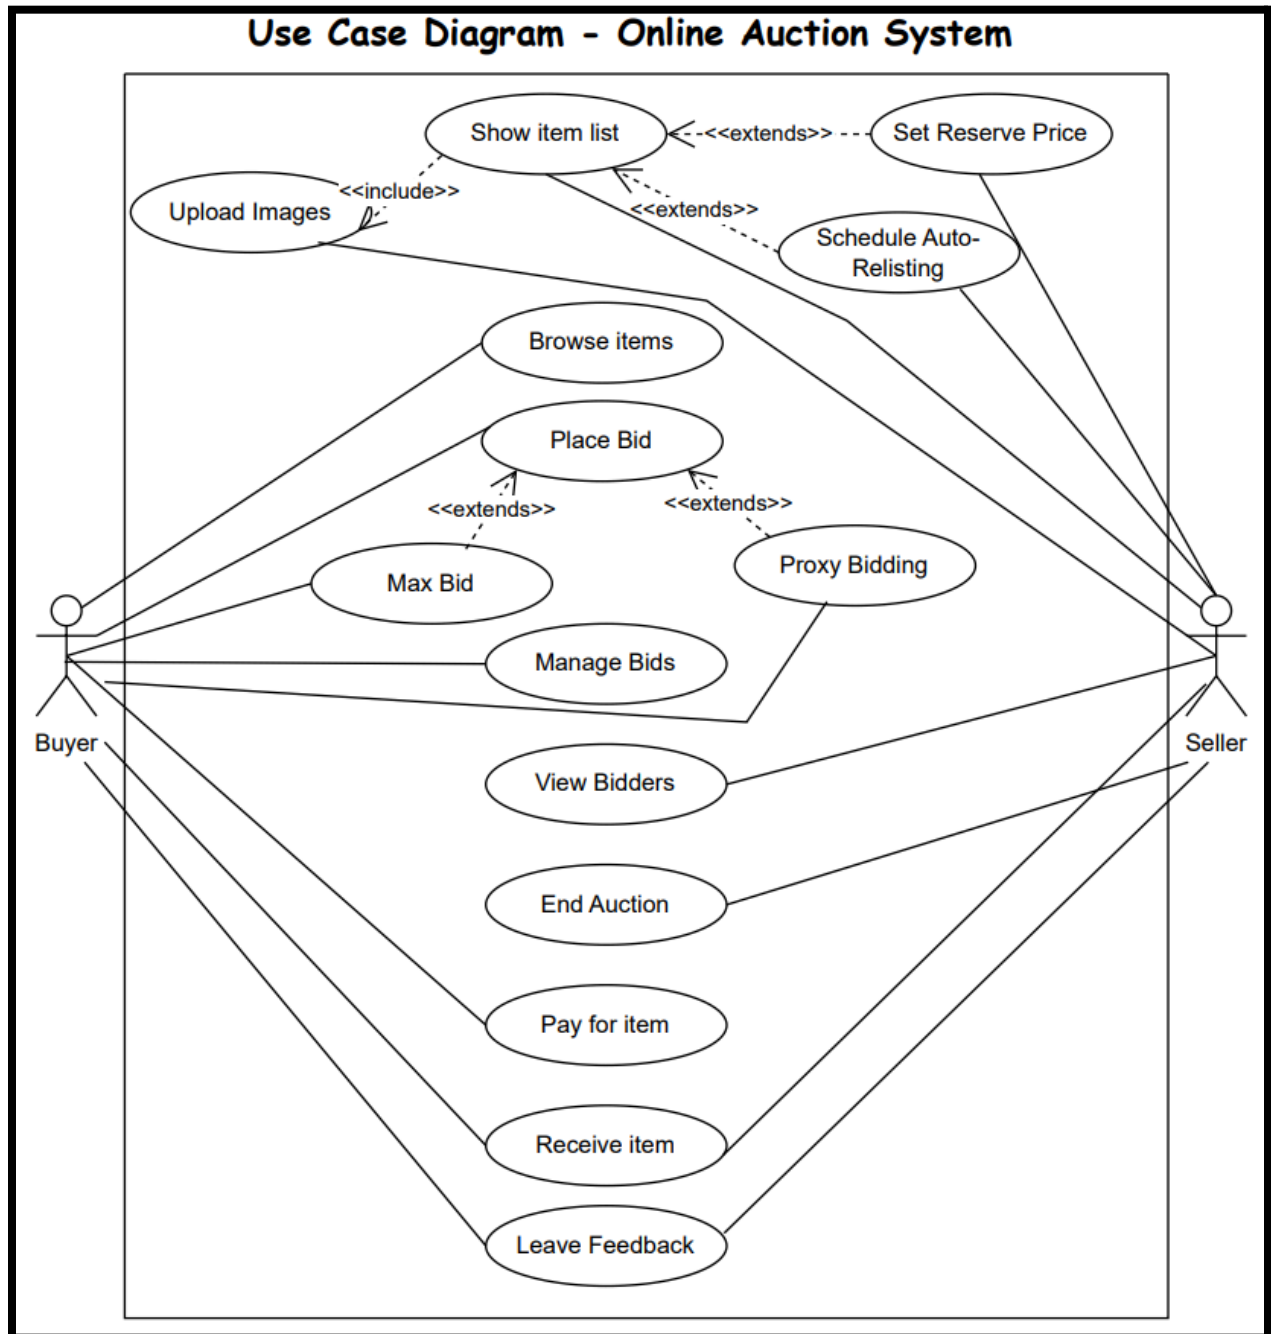 Use Case Diagram - Online Auction System
Show item list
<<extends>>
Set Reserve Price
<<include>>
Upload Images
<<extends>>
Schedule Auto-
Relisting
Browse items
Place Bid
<<extends>>
<<extends>>
Max Bid
Proxy Bidding
Manage Bids
Buyer
Seller
View Bidders
End Auction
Pay for item
Receive item
Leave Feedback